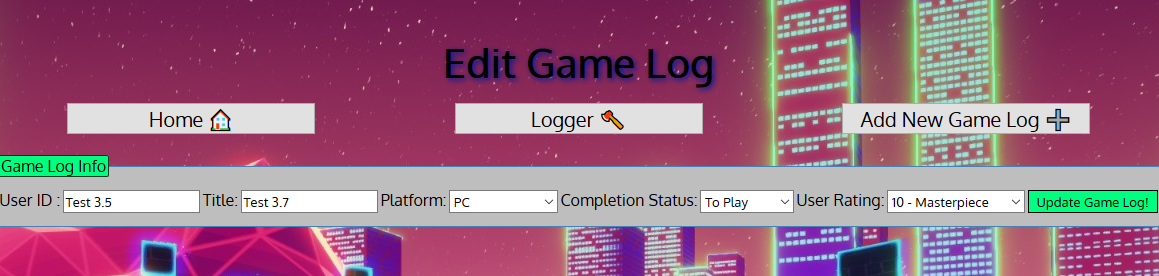 Edit Game Log
Home 🏠 Logger 🪓 Add New Game Log ➕
Game Log Info
User ID : Test 3.5 Title: Test 3.7 Platform: PC Completion Status: To Play User Rating: 10 - Masterpiece Update Game Log!